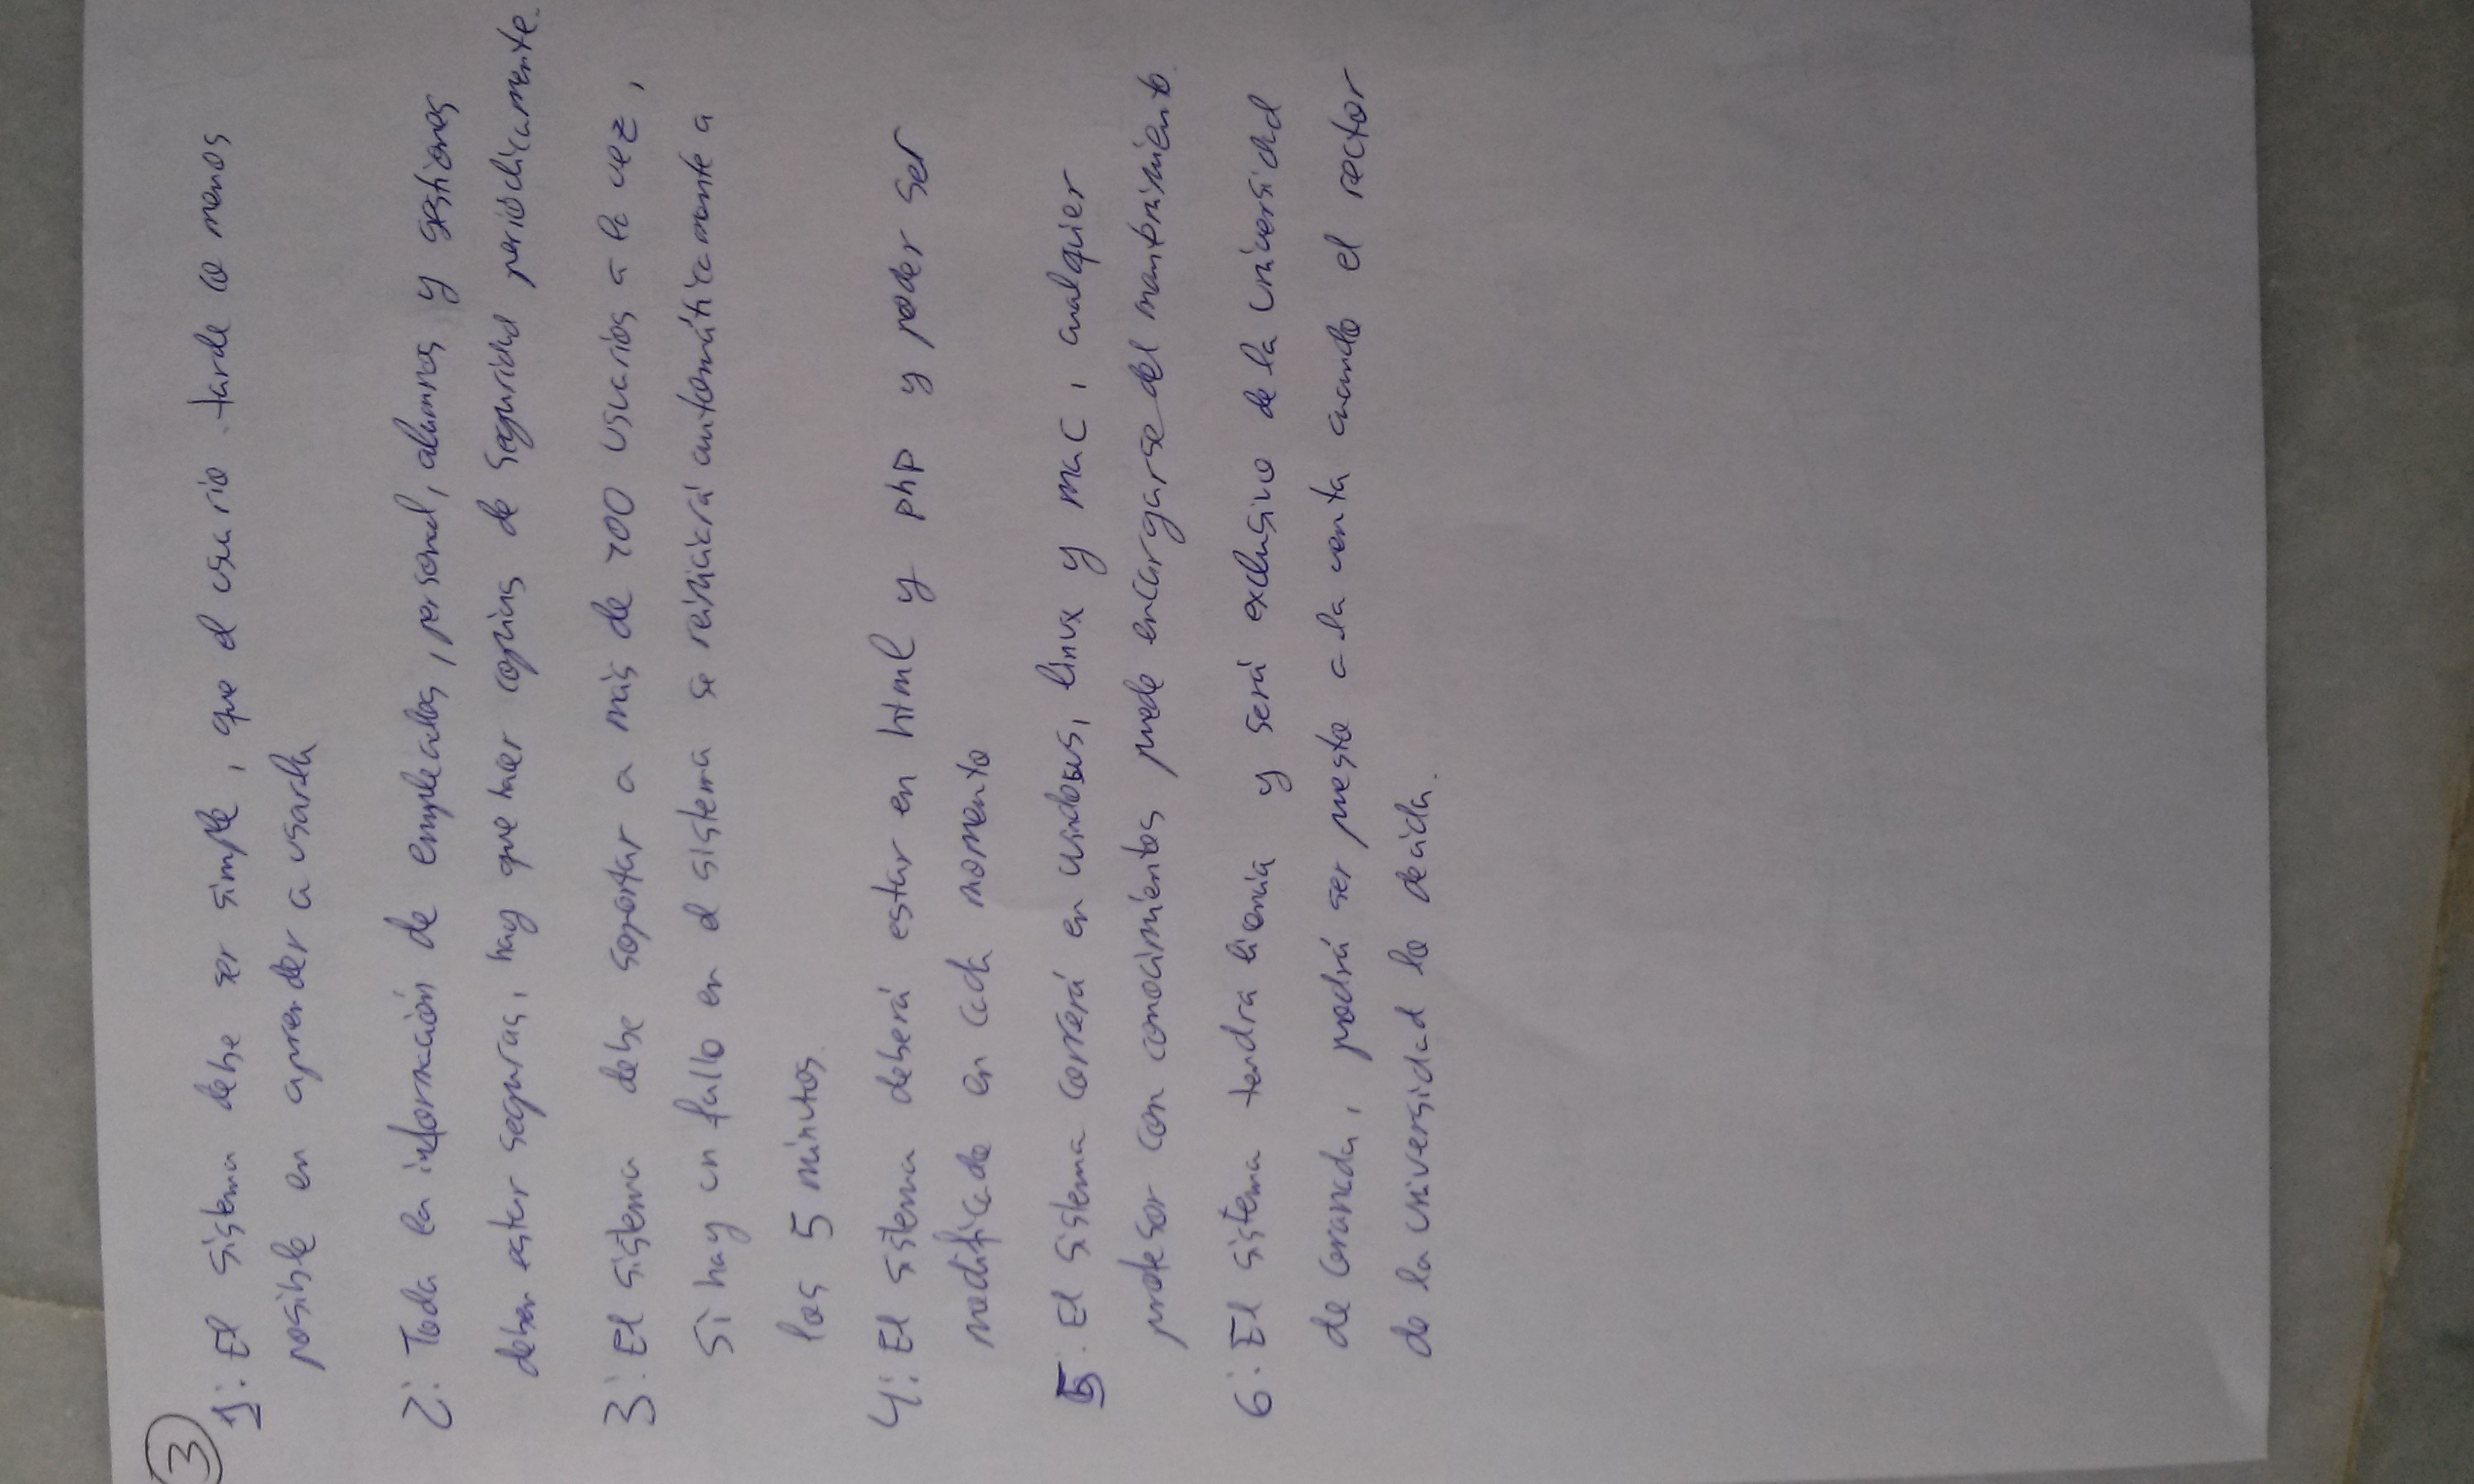 3
1: El sistema debe ser simple, que el usuario tarde lo menos
posible en aprender a usarla
2: Toda la información de empleados, personal, alumnos y gestiones
deben estar seguras, hay que hacer copias de seguridad periódicamente.
3: El sistema debe soportar a más de 700 usuarios a la vez,
si hay un fallo en el sistema se reiniciará automáticamente a
los 5 minutos.
4: El sistema deberá estar en html y php y poder ser
modificado en cada momento
5. El sistema correrá en windows, linux y mac, cualquier
profesor con conocimientos puede encargarse del mantenimiento.
6: El sistema tendra licencia y será exclusivo de la universidad
de Granada, podrá ser puesto a la venta cuando el rector
de la universidad lo decida.